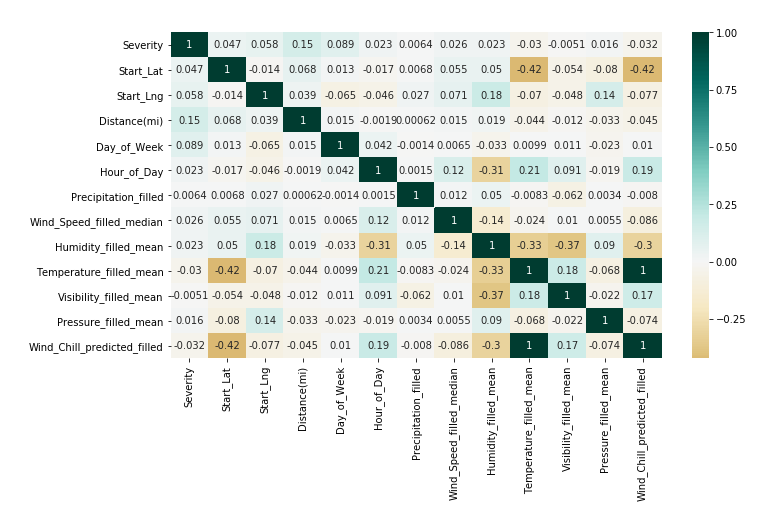 Severity 1 0.047 0.058 0.15 0.089 0.023 0.0064 0.026 0.023 -0.03 -0.0051 0.016 -0.032
Start_Lat 0.047 1 -0.014 0.068 0.013 -0.017 0.0068 0.055 0.05 -0.42 -0.054 -0.08 -0.42
Start_Lng 0.058 -0.014 1 0.039 -0.065 -0.046 0.027 0.071 0.18 -0.07 -0.048 0.14 -0.077
Distance(mi) 0.15 0.068 0.039 1 0.015 -0.0019 0.00062 0.015 0.019 -0.044 -0.012 -0.033 -0.045
Day_of_Week 0.089 0.013 -0.065 0.015 1 0.042 -0.0014 0.0065 -0.033 0.0099 0.011 -0.023 0.01
Hour_of_Day 0.023 -0.017 -0.046 -0.0019 0.042 1 0.0015 0.12 -0.31 0.21 0.091 -0.019 0.19
Precipitation_filled 0.0064 0.0068 0.027 0.00062 -0.0014 0.0015 1 0.012 0.05 -0.0083 -0.062 0.0034 -0.008
Wind_Speed_filled_median 0.026 0.055 0.071 0.015 0.0065 0.12 0.012 1 -0.14 -0.024 0.01 0.0055 -0.086
Humidity_filled_mean 0.023 0.05 0.18 0.019 -0.033 -0.31 0.05 -0.14 1 -0.33 -0.37 0.09 -0.3
Temperature_filled_mean -0.03 -0.42 -0.07 -0.044 0.0099 0.21 -0.0083 -0.024 -0.33 1 0.18 -0.068 1
Visibility_filled_mean -0.0051 -0.054 -0.048 -0.012 0.011 0.091 -0.062 0.01 -0.37 0.18 1 -0.022 0.17
Pressure_filled_mean 0.016 -0.08 0.14 -0.033 -0.023 -0.019 0.0034 0.0055 0.09 -0.068 -0.022 1 -0.074
Wind_Chill_predicted_filled -0.032 -0.42 -0.077 -0.045 0.01 0.19 -0.008 -0.086 -0.3 1 0.17 -0.074 1
Severity
Start_Lat
Start_Lng
Distance(mi)
Day_of_Week
Hour_of_Day
Precipitation_filled
Wind_Speed_filled_median
Humidity_filled_mean
Temperature_filled_mean
Visibility_filled_mean
Pressure_filled_mean
Wind_Chill_predicted_filled
1.00
0.75
0.50
0.25
0.00
−0.25